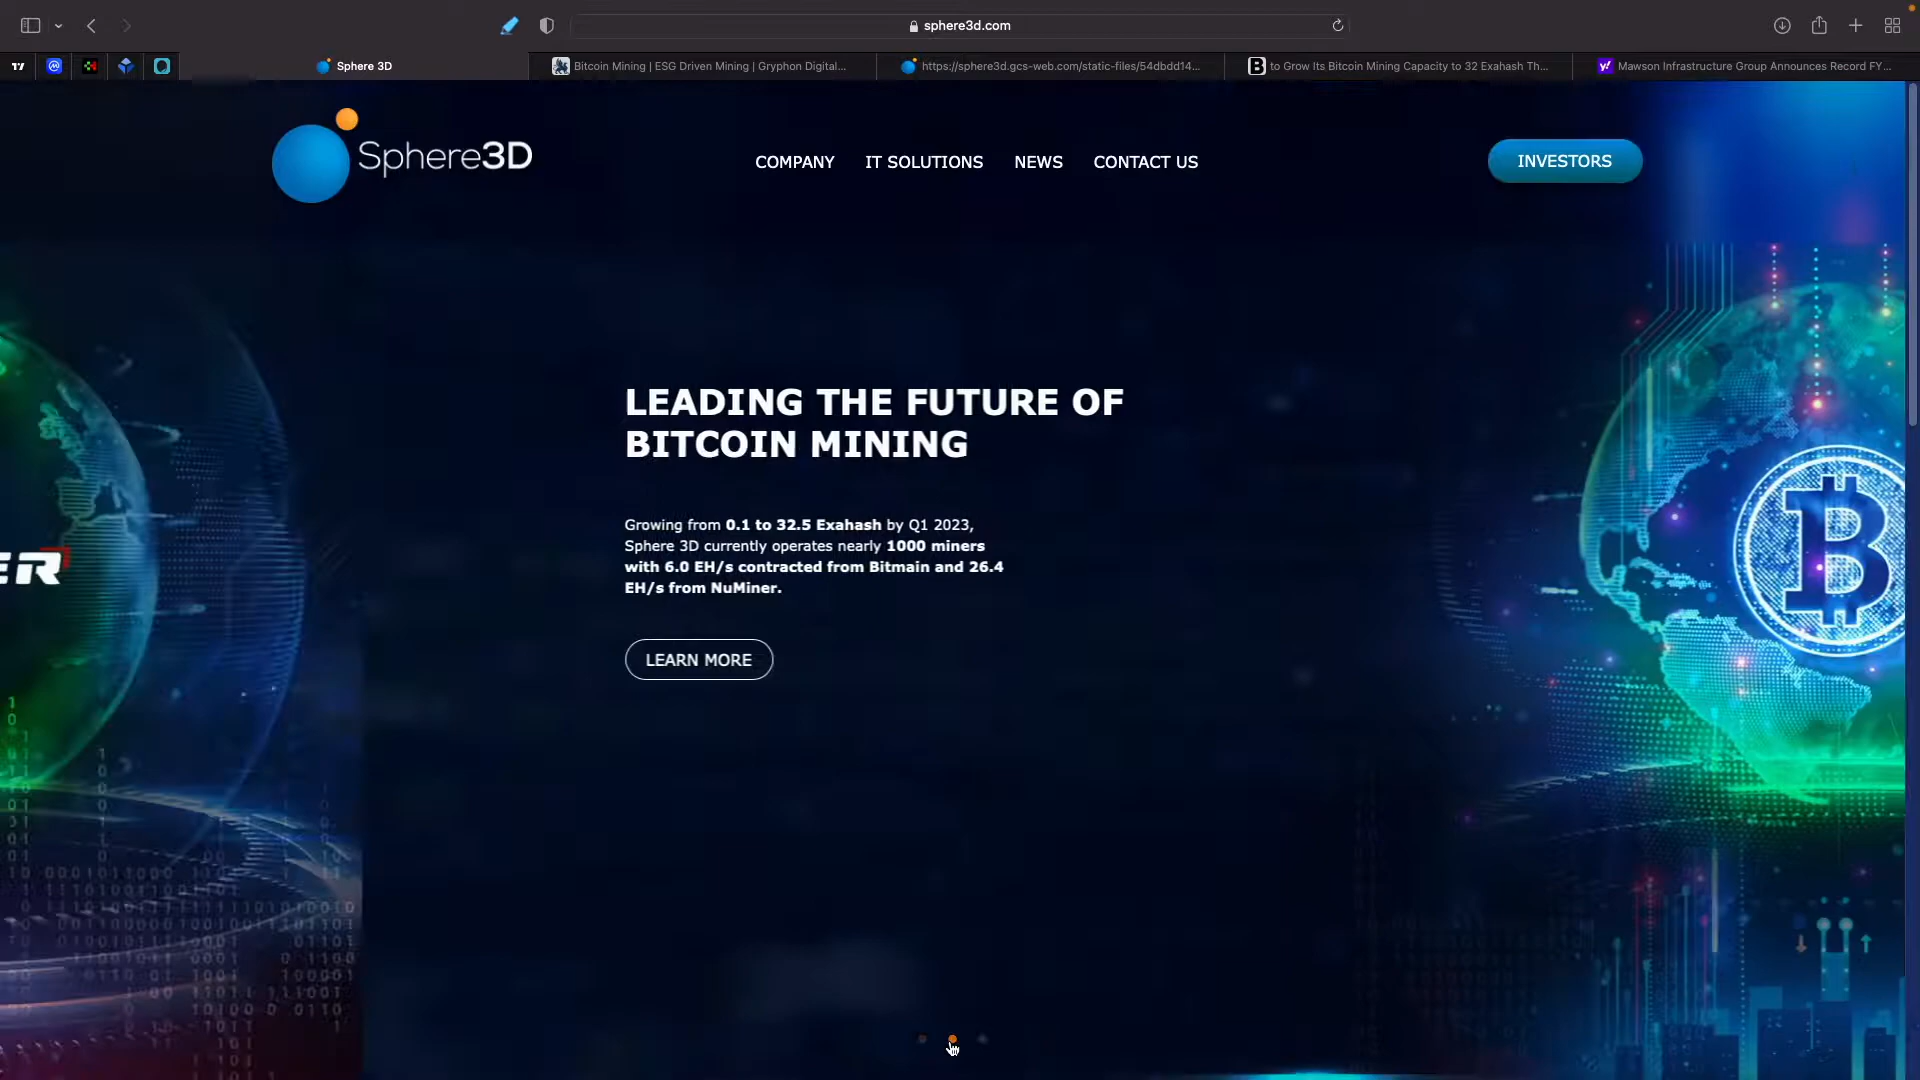 sphere3d.com
Sphere 3D
Bitcoin Mining | ESG Driven Mining | Gryphon Digital...
https://sphere3d.gcs-web.com/static-files/54dbdd14...
to Grow Its Bitcoin Mining Capacity to 32 Exahash Th...
Mawson Infrastructure Group Announces Record FY...
Sphere3D
COMPANY
IT SOLUTIONS
NEWS
CONTACT US
INVESTORS
LEADING THE FUTURE OF
BITCOIN MINING
Growing from 0.1 to 32.5 Exahash by Q1 2023,
Sphere 3D currently operates nearly 1000 miners
with 6.0 EH/s contracted from Bitmain and 26.4
EH/s from NuMiner.
LEARN MORE
ER